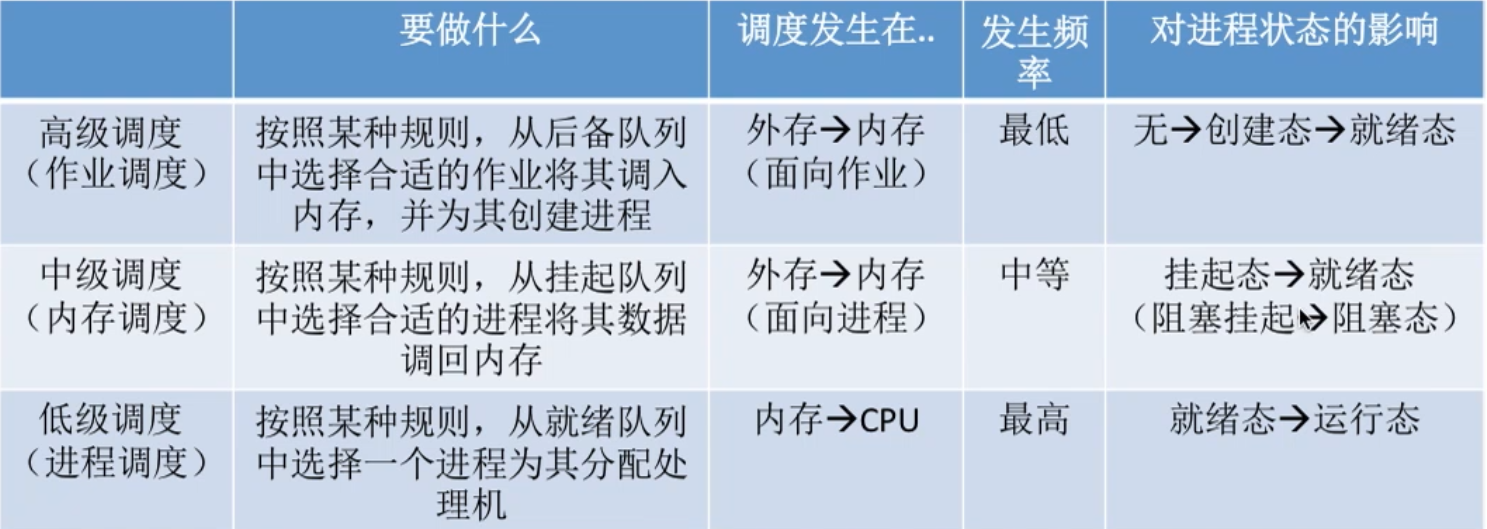 要做什么
调度发生在..
发生频
率
对进程状态的影响
高级调度
（作业调度）
按照某种规则，从后备队列
中选择合适的作业将其调入
内存，并为其创建进程
外存→内存
（面向作业）
最低
无→创建态→就绪态
中级调度
（内存调度）
按照某种规则，从挂起队列
中选择合适的进程将其数据
调回内存
外存→内存
（面向进程）
中等
挂起态→就绪态
（阻塞挂起→阻塞态）
低级调度
（进程调度）
按照某种规则，从就绪队列
中选择一个进程为其分配处
理机
内存→CPU
最高
就绪态→运行态